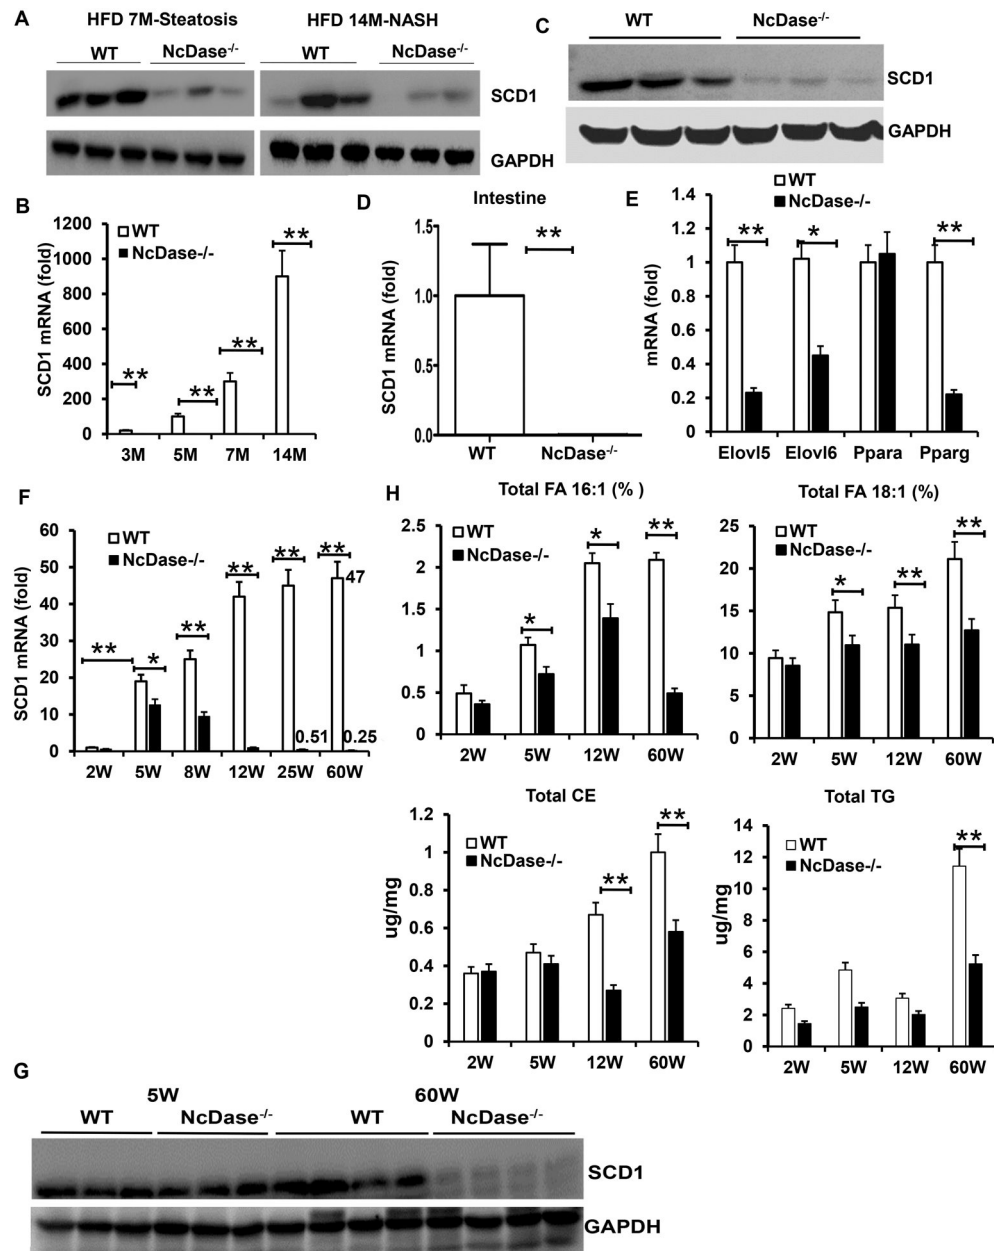 A
HFD 7M-Steatosis
HFD 14M-NASH
WT
NcDase-/-
WT
NcDase-/-
SCD1
GAPDH
C
WT
NcDase-/-
SCD1
GAPDH
B
SCD1 mRNA (fold)
1200
1000
800
600
400
200
0
WT
NcDase-/-
**
**
**
**
3M 5M 7M 14M
D
Intestine
SCD1 mRNA (fold)
1.5
1.0
0.5
0.0
**
WT NcDase-/-
E
WT
NcDase-/-
mRNA (fold)
1.4
1.2
1
0.8
0.6
0.4
0.2
0
** * **
Elovl5 Elovl6 Ppara Pparg
F
SCD1 mRNA (fold)
60
50
40
30
20
10
0
WT
NcDase-/-
** * ** ** ** **
47
0.51
0.25
2W 5W 8W 12W 25W 60W
H
Total FA 16:1 (% )
2.5
2
1.5
1
0.5
0
WT
NcDase-/-
* * **
2W 5W 12W 60W
Total FA 18:1 (%)
25
20
15
10
5
0
WT
NcDase-/-
* ** **
2W 5W 12W 60W
Total CE
ug/mg
1.2
1
0.8
0.6
0.4
0.2
0
WT
NcDase-/-
** **
2W 5W 12W 60W
Total TG
ug/mg
14
12
10
8
6
4
2
0
WT
NcDase-/-
**
2W 5W 12W 60W
G
5W 60W
WT NcDase-/- WT NcDase-/-
SCD1
GAPDH